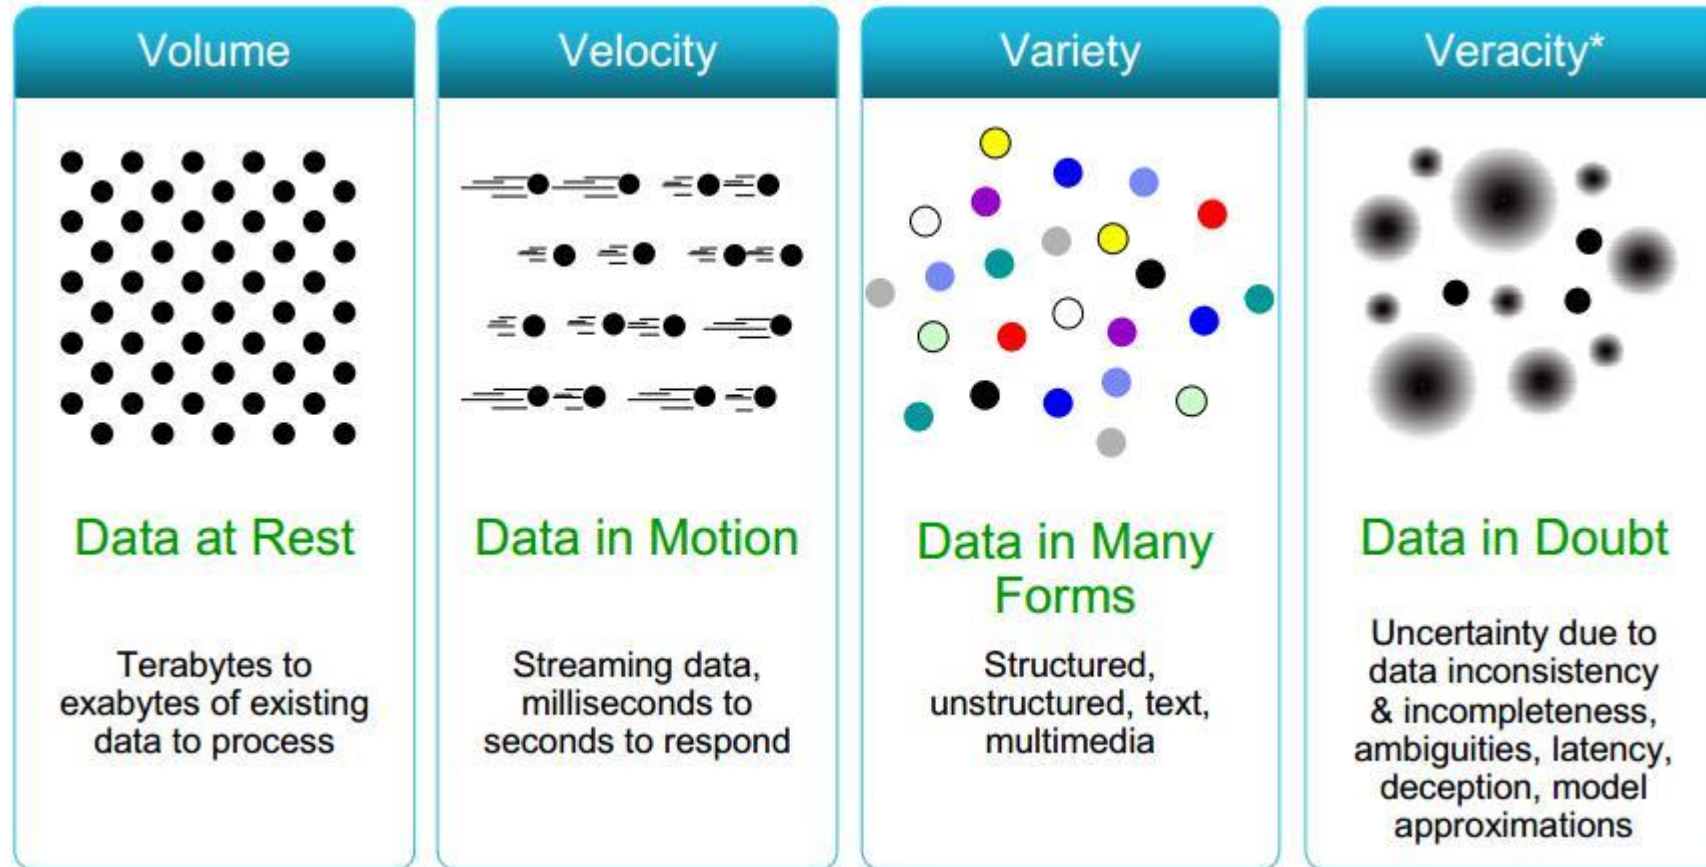 Volume
Data at Rest
Terabytes to
exabytes of existing
data to process
Velocity
Data in Motion
Streaming data,
milliseconds to
seconds to respond
Variety
Data in Many
Forms
Structured,
unstructured, text,
multimedia
Veracity*
Data in Doubt
Uncertainty due to
data inconsistency
& incompleteness,
ambiguities, latency,
deception, model
approximations